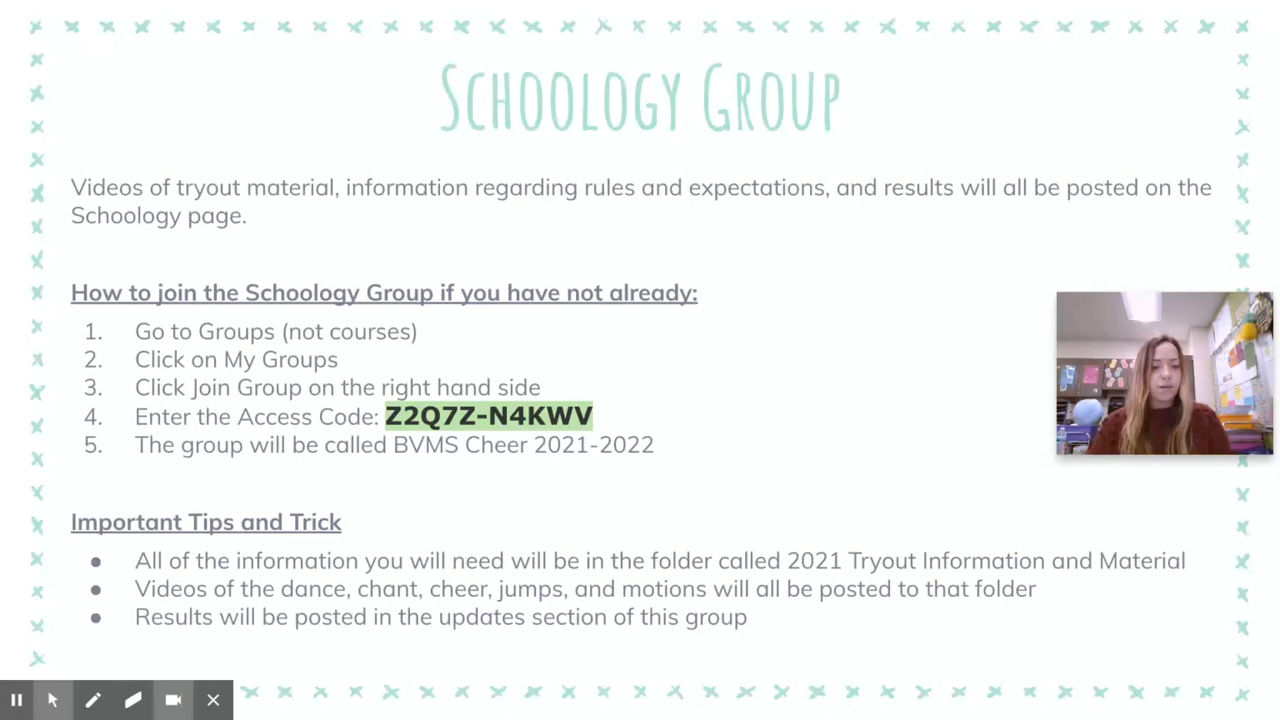 Schoology Group
Videos of tryout material, information regarding rules and expectations, and results will all be posted on the
Schoology page.
How to join the Schoology Group if you have not already:
1. Go to Groups (not courses)
2. Click on My Groups
3. Click Join Group on the right hand side
4. Enter the Access Code: Z2Q7Z-N4KWV
5. The group will be called BVMS Cheer 2021-2022
Important Tips and Trick
● All of the information you will need will be in the folder called 2021 Tryout Information and Material
● Videos of the dance, chant, cheer, jumps, and motions will all be posted to that folder
● Results will be posted in the updates section of this group